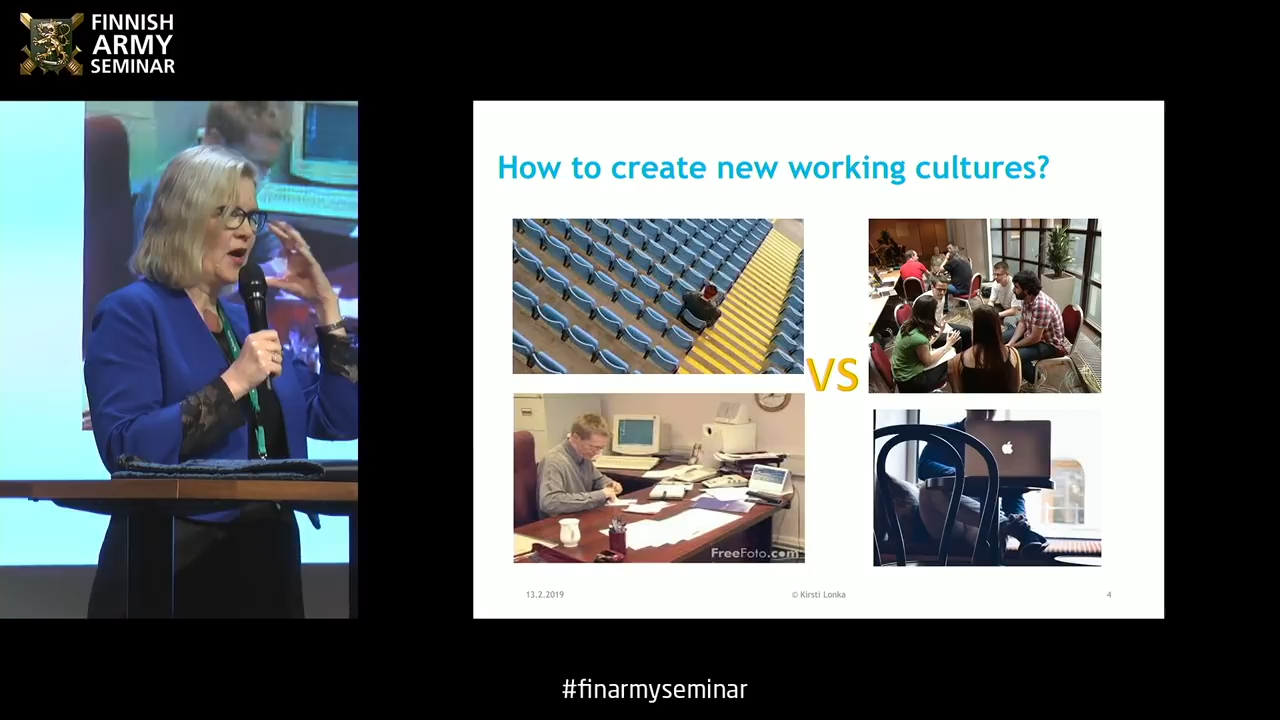 FINNISH
ARMY
SEMINAR
How to create new working cultures?
VS
FreeFoto.com
13.2.2019
© Kirsti Lonka
4
#finarmyseminar